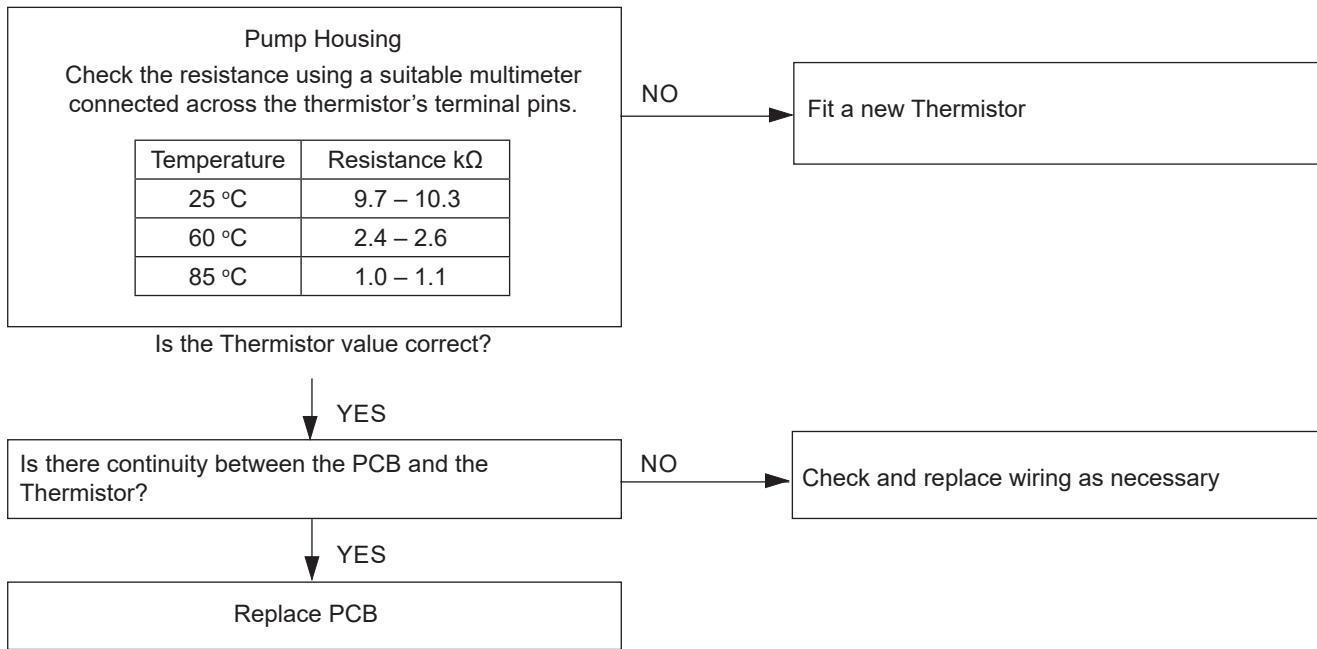 Pump Housing
Check the resistance using a suitable multimeter
connected across the thermistor’s terminal pins.
NO
Fit a new Thermistor
Temperature Resistance kΩ
25 °C 9.7 – 10.3
60 °C 2.4 – 2.6
85 °C 1.0 – 1.1
Is the Thermistor value correct?
YES
Is there continuity between the PCB and the
Thermistor?
NO
Check and replace wiring as necessary
YES
Replace PCB